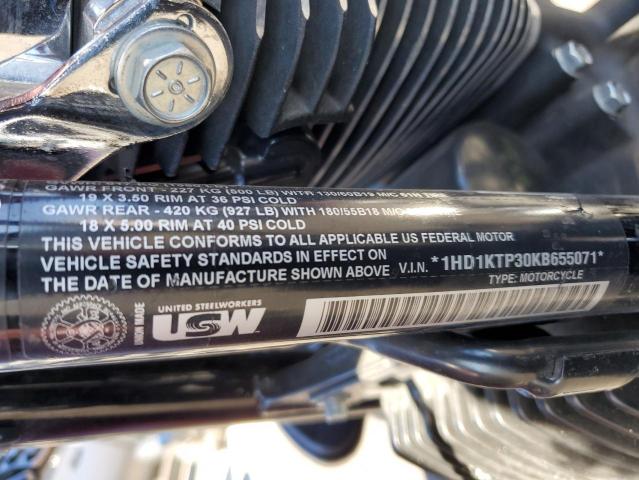 GAWR FRONT - 227 KG (500 LB) WITH 130/60B19 M/C 61H
19 X 3.50 RIM AT 36 PSI COLD
GAWR REAR - 420 KG (927 LB) WITH 180/55B18 M/C
18 X 5.00 RIM AT 40 PSI COLD
THIS VEHICLE CONFORMS TO ALL APPLICABLE US FEDERAL MOTOR
VEHICLE SAFETY STANDARDS IN EFFECT ON
THE DATE OF MANUFACTURE SHOWN ABOVE V.I.N. *1HD1KTP30KB655071*
TYPE: MOTORCYCLE
UNION MADE
UNITED STEELWORKERS
USW